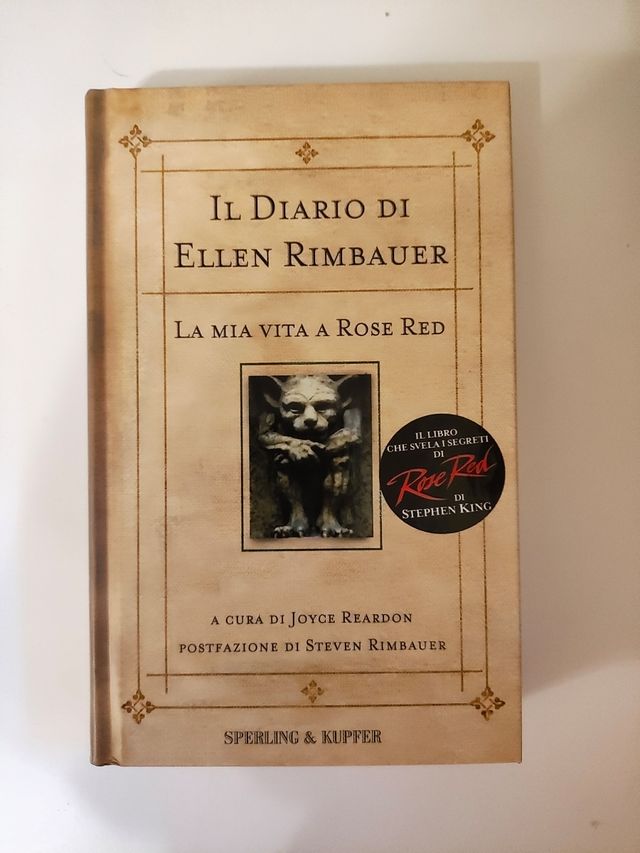 Il Diario di
Ellen Rimbauer
La mia vita a Rose Red
IL LIBRO
CHE SVELA I SEGRETI
DI
Rose Red
DI
STEPHEN KING
a cura di Joyce Reardon
postfazione di Steven Rimbauer
SPERLING & KUPFER